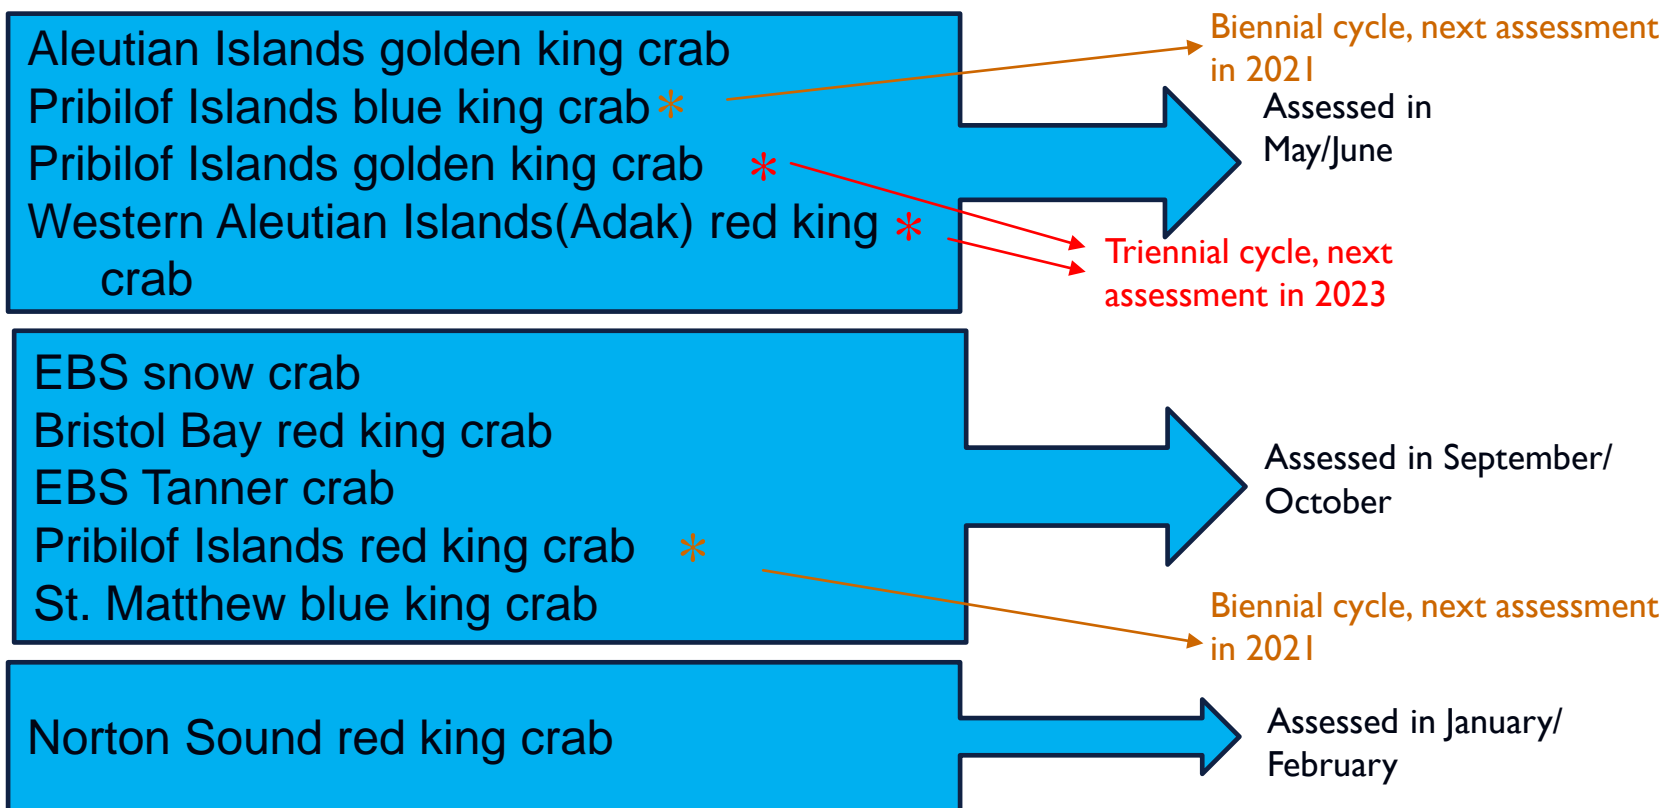 Aleutian Islands golden king crab
Pribilof Islands blue king crab*
Pribilof Islands golden king crab *
Western Aleutian Islands(Adak) red king *
crab
Biennial cycle, next assessment
in 2021
Assessed in
May/June
Triennial cycle, next
assessment in 2023
EBS snow crab
Bristol Bay red king crab
EBS Tanner crab
Pribilof Islands red king crab *
St. Matthew blue king crab
Assessed in September/
October
Biennial cycle, next assessment
in 2021
Norton Sound red king crab
Assessed in January/
February